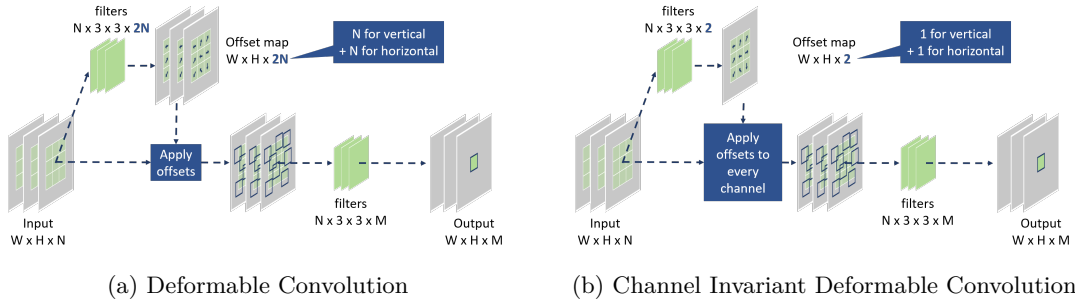 filters
N x 3 x 3 x 2N
Offset map
W x H x 2N
N for vertical
+ N for horizontal
Apply
offsets
Input
W x H x N
filters
N x 3 x 3 x M
Output
W x H x M
(a) Deformable Convolution
filters
N x 3 x 3 x 2
Offset map
W x H x 2
1 for vertical
+ 1 for horizontal
Apply
offsets to
every
channel
Input
W x H x N
filters
N x 3 x 3 x M
Output
W x H x M
(b) Channel Invariant Deformable Convolution